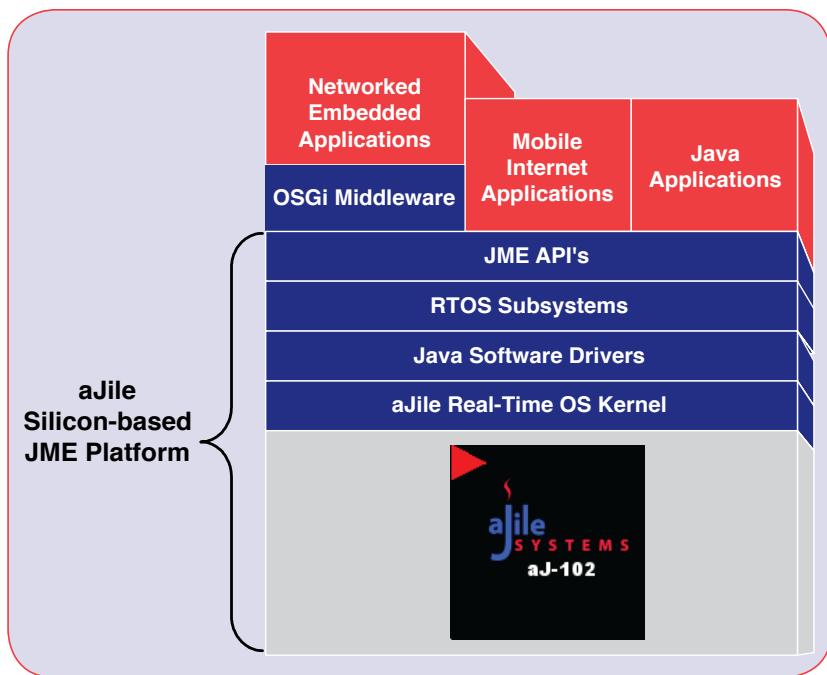 Networked
Embedded
Applications
Mobile
Internet
Applications
Java
Applications
OSGi Middleware
JME API's
RTOS Subsystems
Java Software Drivers
aJile Real-Time OS Kernel
aJile
Silicon-based
JME Platform
aJile
SYSTEMS
aJ-102